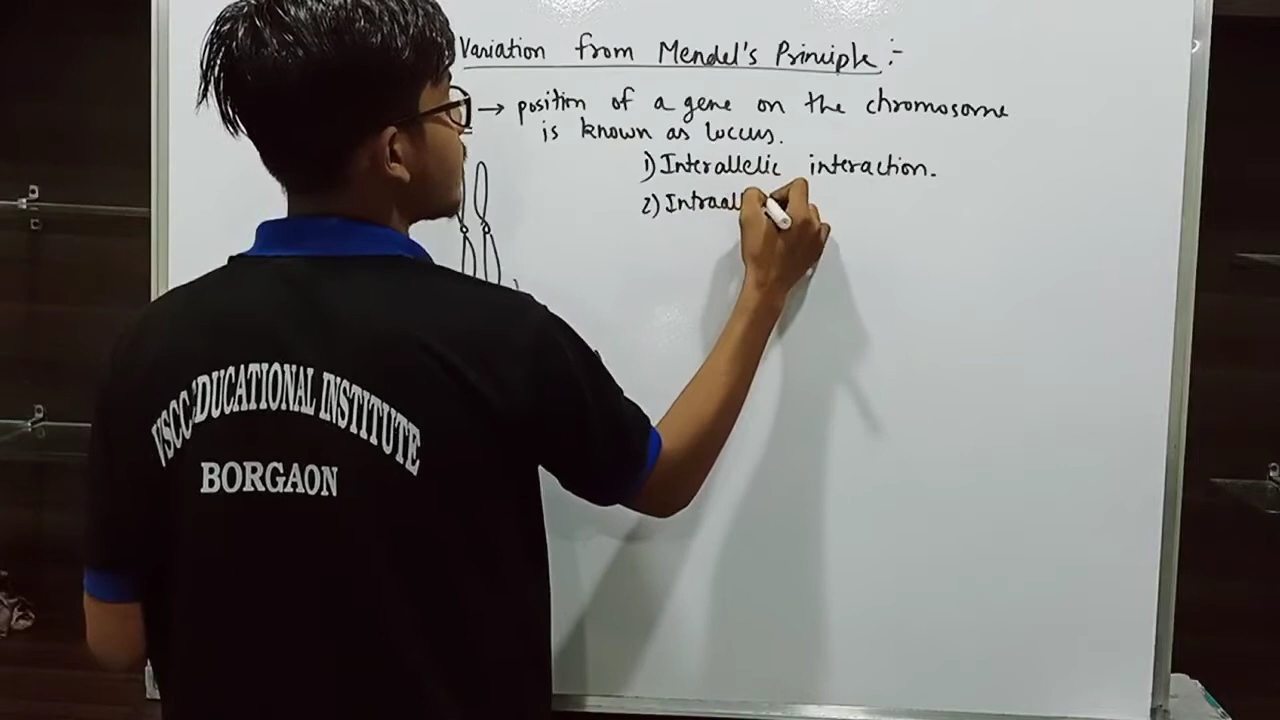 Variation from Mendel's Principle :-
→ position of a gene on the chromosome
is known as locus.
1) Interallelic interaction.
2) Intraall
VSCC EDUCATIONAL INSTITUTE
BORGAON